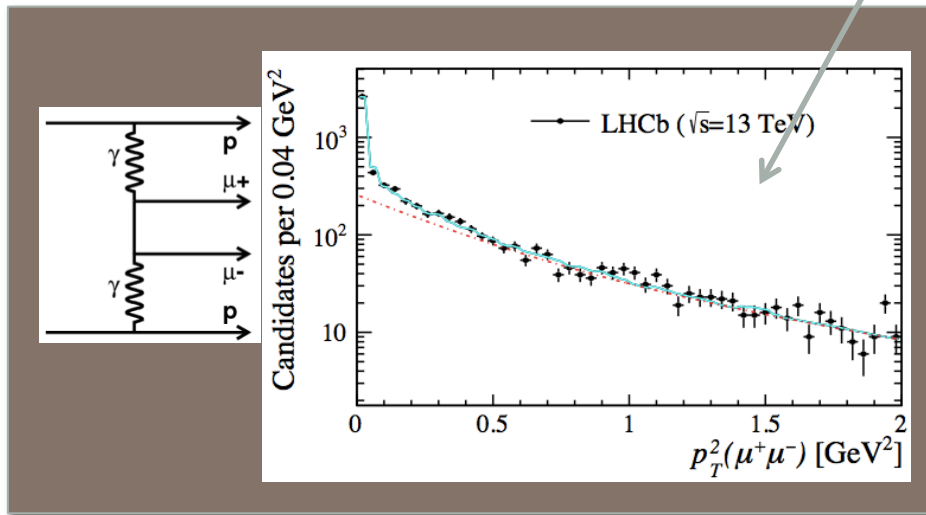 γ
p
μ+
μ-
γ
p
Candidates per 0.04 GeV²
10³
10²
10
LHCb (√s=13 TeV)
0 0.5 1 1.5 2
p_T²(μ⁺μ⁻) [GeV²]